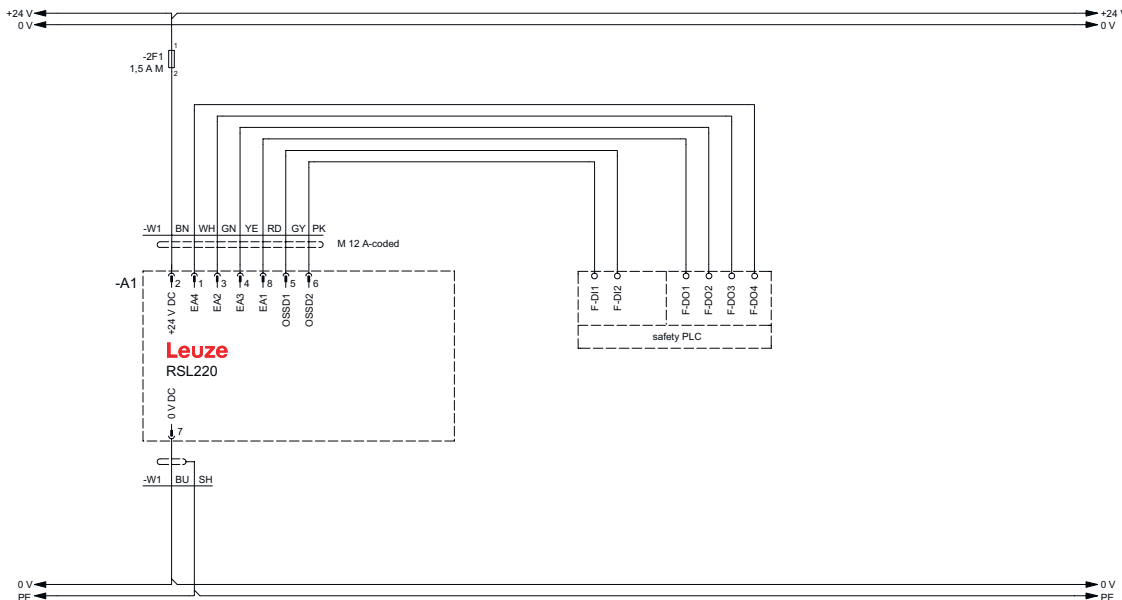 +24 V
+24 V
0 V
0 V
1
-2F1
1,5 A M
2
-W1 BN WH GN YE RD GY PK
M 12 A-coded
-A1
2 1 3 4 8 5 6
+24 V DC
EA4
EA2
EA3
EA1
OSSD1
OSSD2
F-DI1
F-DI2
F-DO1
F-DO2
F-DO3
F-DO4
safety PLC
Leuze
RSL220
0 V DC
7
-W1 BU SH
0 V
0 V
PE
PE